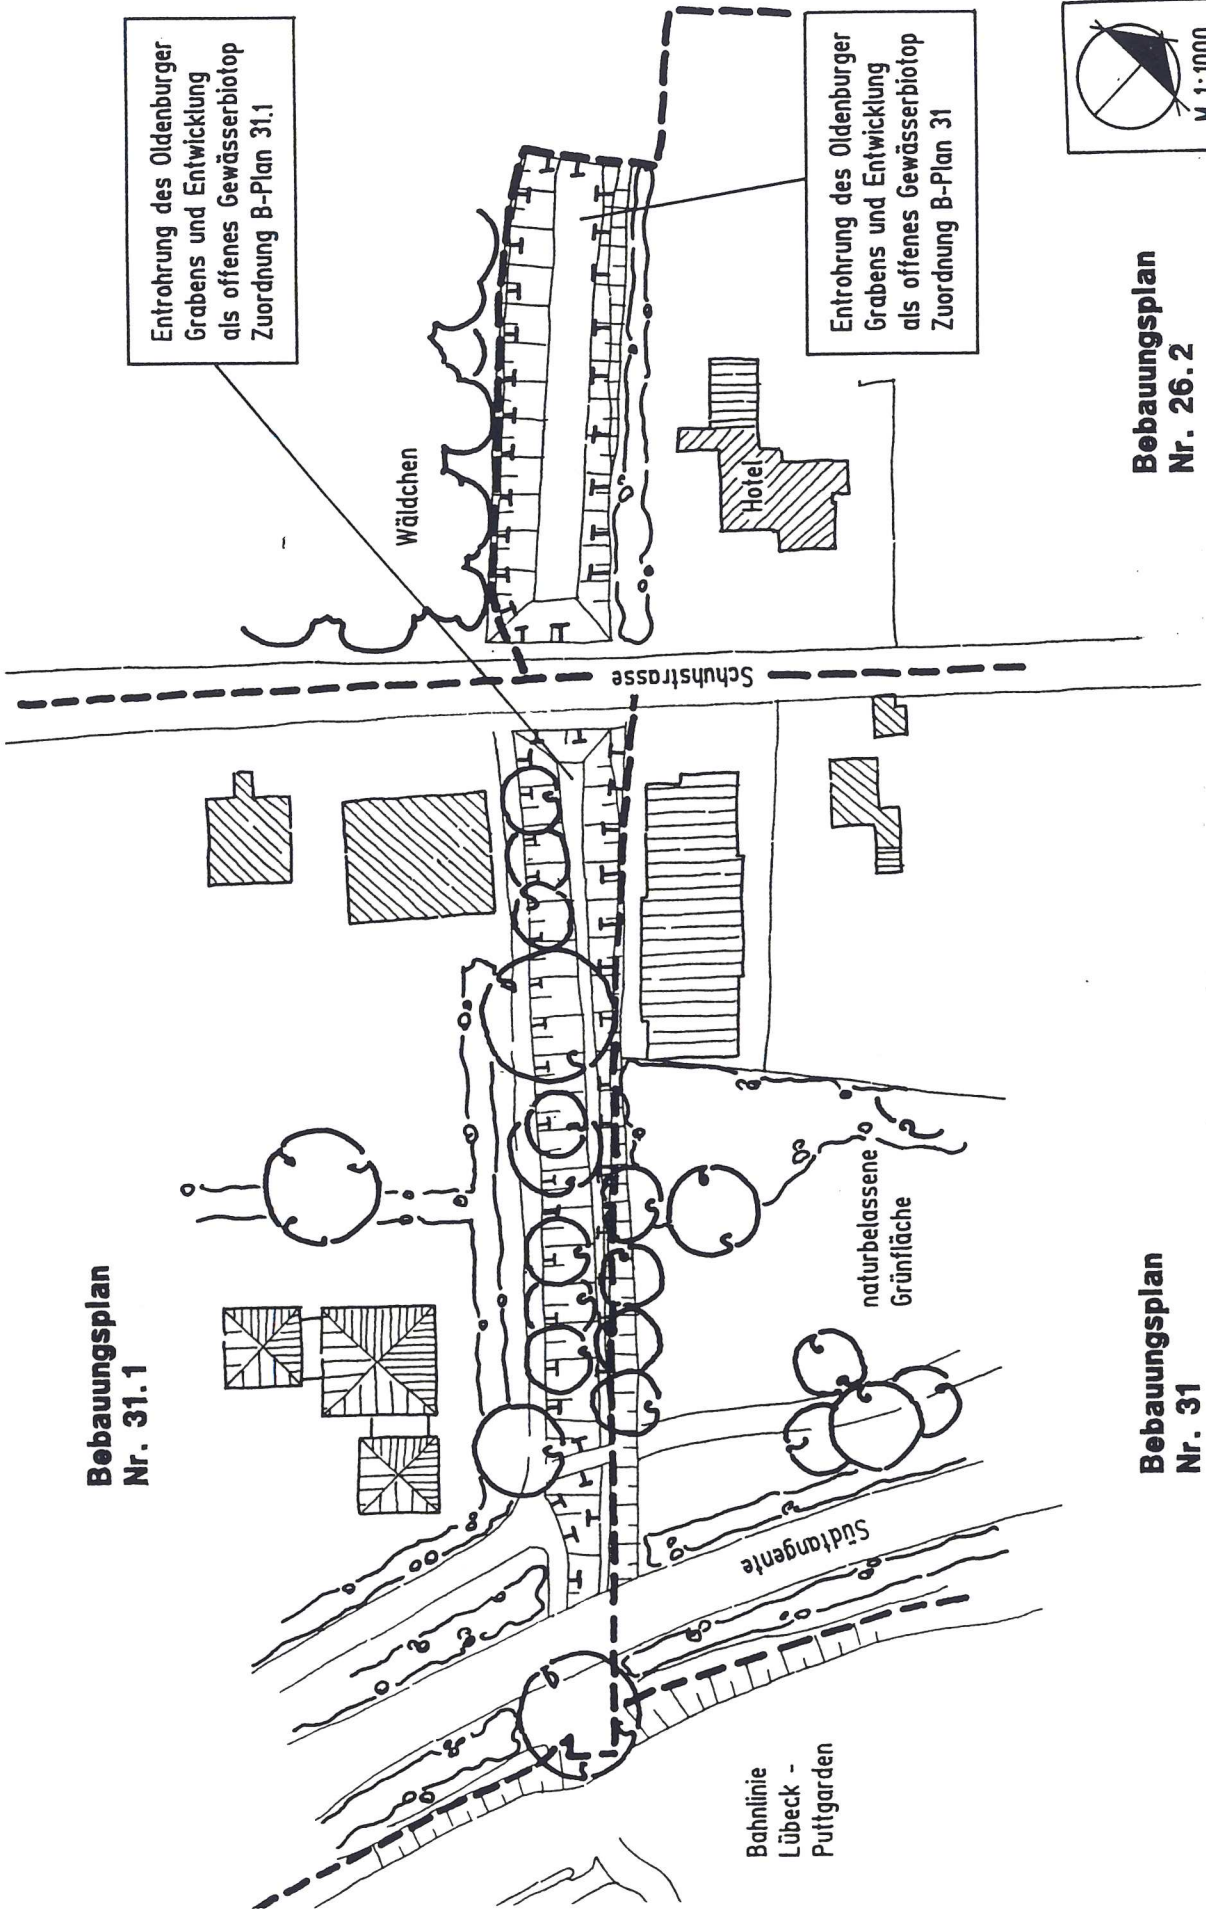 Bebauungsplan
Nr. 31.1
Entrohrung des Oldenburger
Grabens und Entwicklung
als offenes Gewässerbiotop
Zuordnung B-Plan 31.1
Wäldchen
Schuhstrasse
Hotel
Entrohrung des Oldenburger
Grabens und Entwicklung
als offenes Gewässerbiotop
Zuordnung B-Plan 31
Bahnlinie
Lübeck -
Puttgarden
Südtangente
naturbelassene
Grünfläche
Bebauungsplan
Nr. 31
Bebauungsplan
Nr. 26.2
M 1:1000